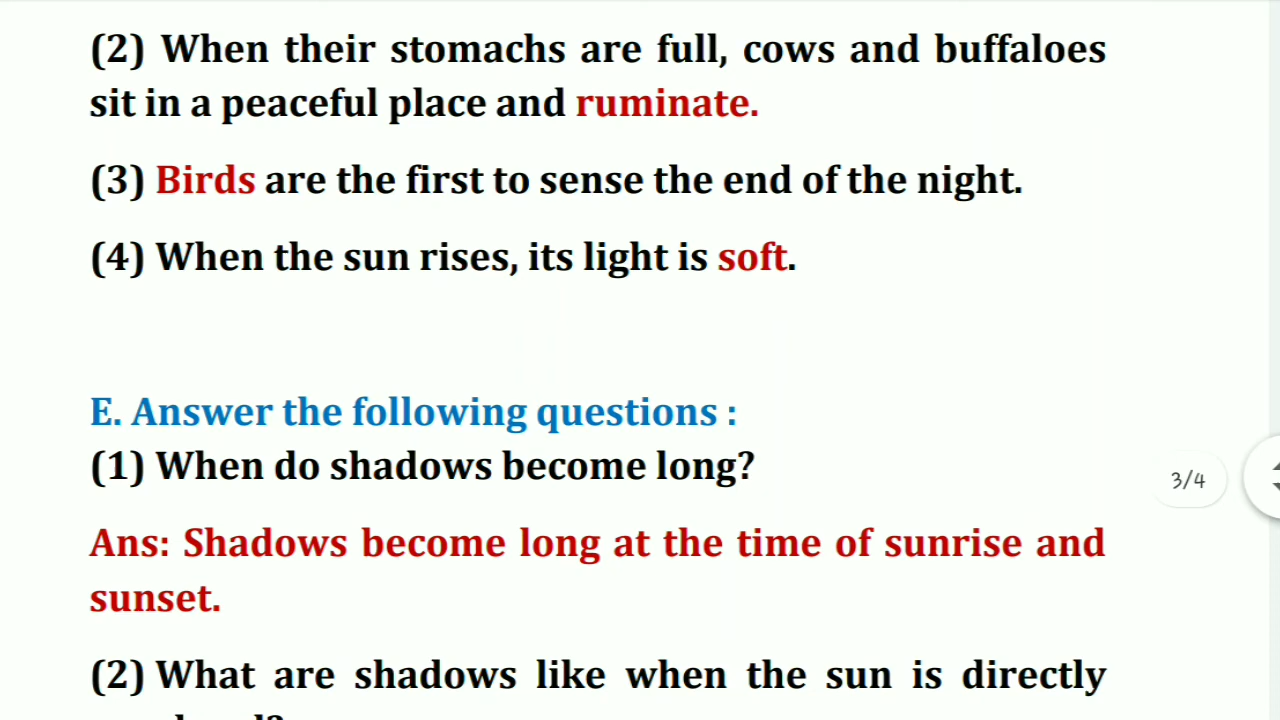 (2) When their stomachs are full, cows and buffaloes
sit in a peaceful place and ruminate.
(3) Birds are the first to sense the end of the night.
(4) When the sun rises, its light is soft.
E. Answer the following questions :
(1) When do shadows become long?
3/4
Ans: Shadows become long at the time of sunrise and
sunset.
(2) What are shadows like when the sun is directly